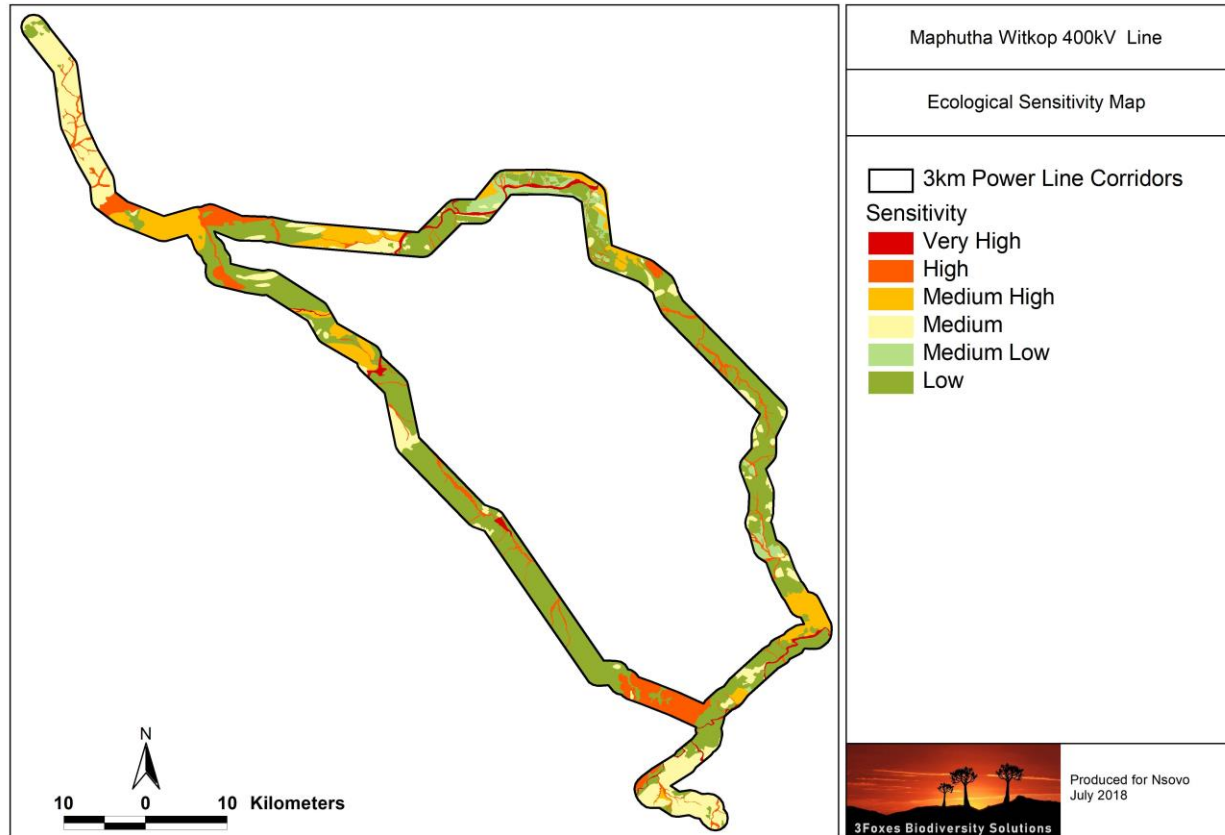 Maphutha Witkop 400kV  Line
Ecological Sensitivity Map
3km Power Line Corridors
Sensitivity
Very High
High
Medium High
Medium
Medium Low
Low
N
10 0 10 Kilometers
3Foxes Biodiversity Solutions
Produced for Nsovo
July 2018